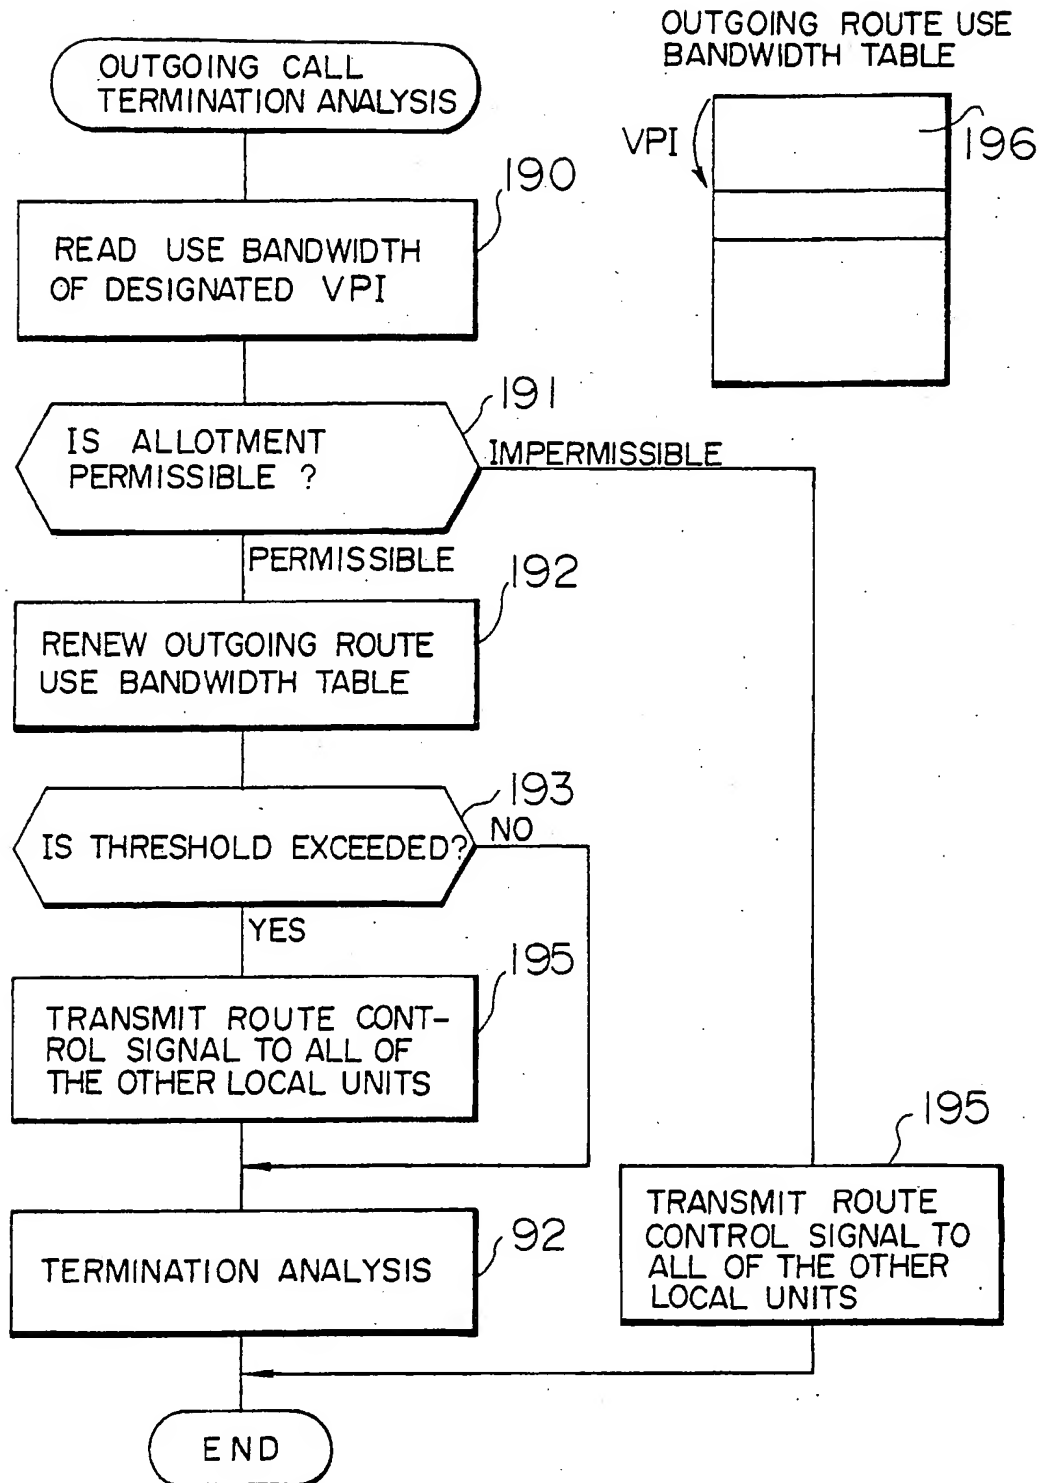 OUTGOING CALL
TERMINATION ANALYSIS
OUTGOING ROUTE USE
BANDWIDTH TABLE
VPI
196
190
READ USE BANDWIDTH
OF DESIGNATED VPI
191
IS ALLOTMENT
PERMISSIBLE ?
IMPERMISSIBLE
PERMISSIBLE
192
RENEW OUTGOING ROUTE
USE BANDWIDTH TABLE
193
IS THRESHOLD EXCEEDED?
NO
YES
195
TRANSMIT ROUTE CONT-
ROL SIGNAL TO ALL OF
THE OTHER LOCAL UNITS
195
TRANSMIT ROUTE
CONTROL SIGNAL TO
ALL OF THE OTHER
LOCAL UNITS
92
TERMINATION ANALYSIS
END